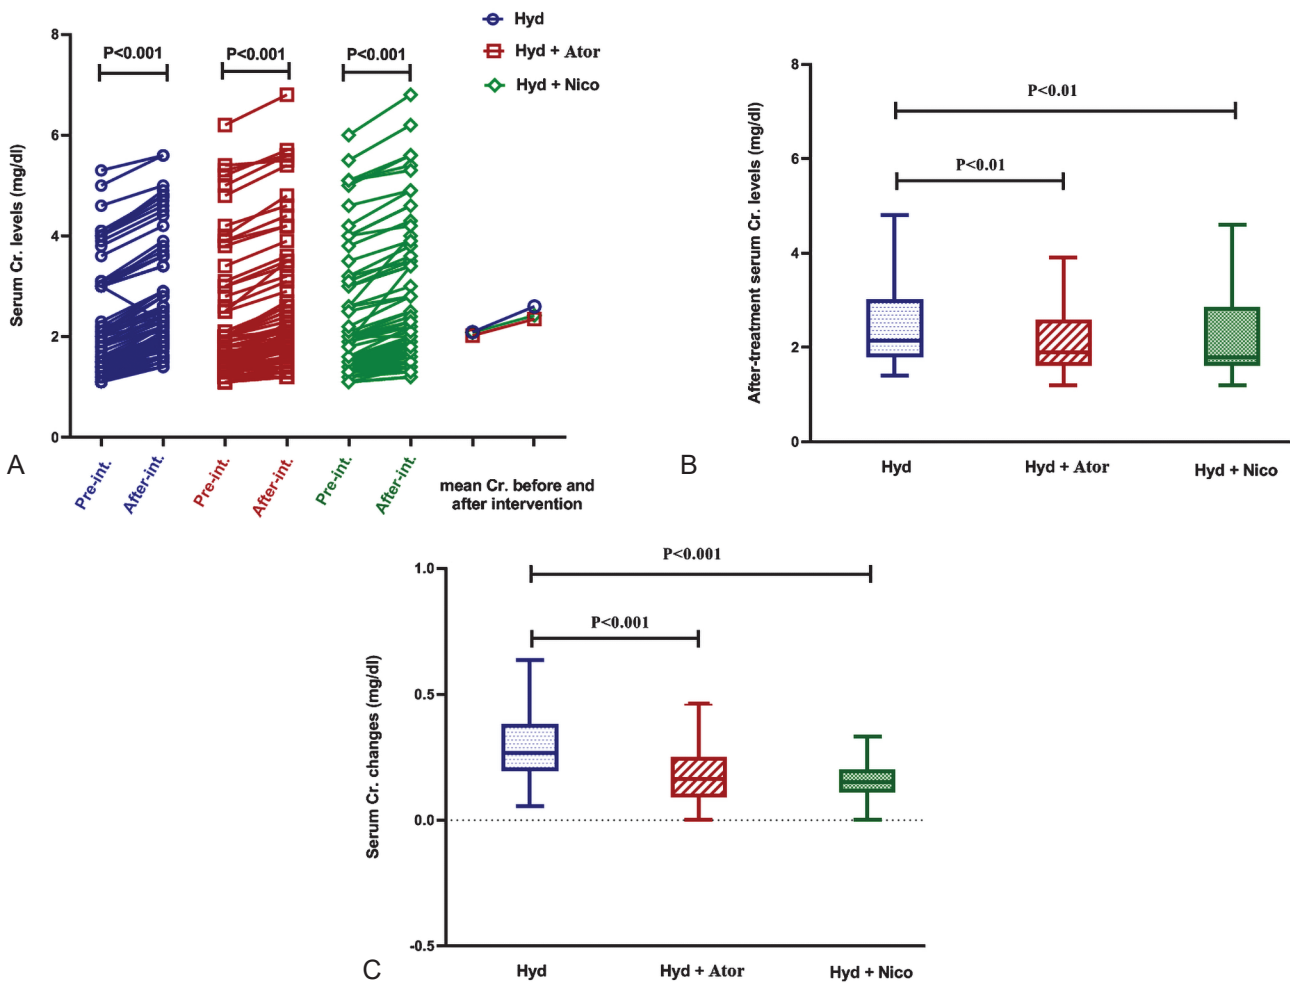 Hyd
Hyd + Ator
Hyd + Nico
P<0.001
P<0.001
P<0.001
Serum Cr. levels (mg/dl)
8
6
4
2
0
Pre-int.
After-int.
Pre-int.
After-int.
Pre-int.
After-int.
mean Cr. before and
after intervention
A
P<0.01
P<0.01
After-treatment serum Cr. levels (mg/dl)
8
6
4
2
0
Hyd
Hyd + Ator
Hyd + Nico
B
P<0.001
P<0.001
Serum Cr. changes (mg/dl)
1.0
0.5
0.0
-0.5
Hyd
Hyd + Ator
Hyd + Nico
C